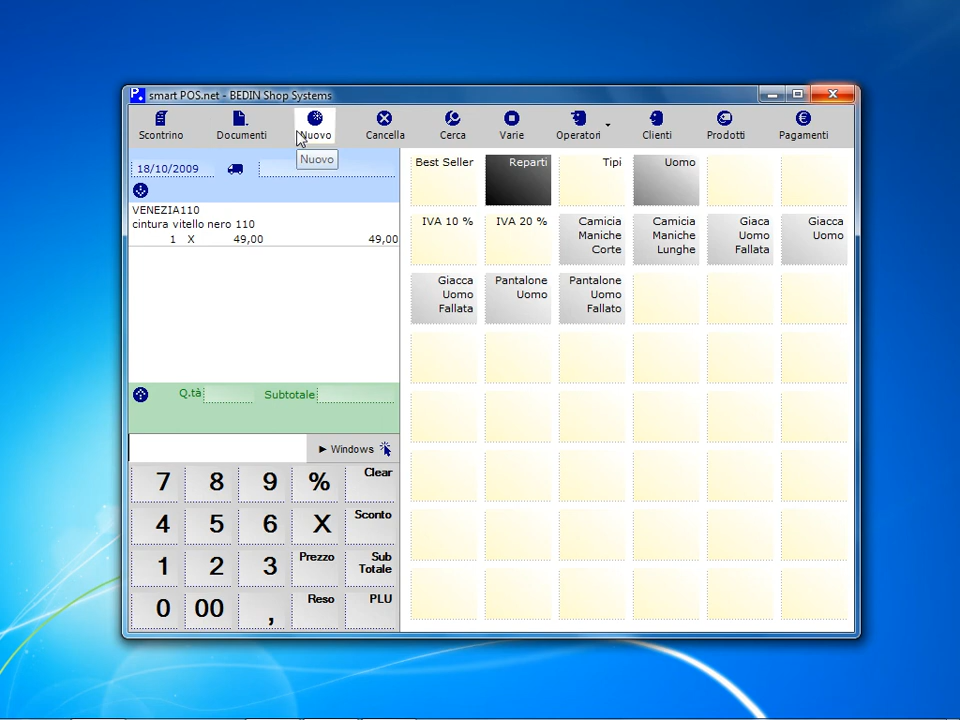 smart POS.net - BEDIN Shop Systems
Scontrino
Documenti
Nuovo
Cancella
Cerca
Varie
Operatori
Clienti
Prodotti
Pagamenti
Nuovo
18/10/2009
VENEZIA110
cintura vitello nero 110
1 X 49,00 49,00
Q.tà
Subtotale
► Windows
7 8 9 % Clear
4 5 6 X Sconto
1 2 3 Prezzo Sub Totale
0 00 , Reso PLU
Best Seller
Reparti
Tipi
Uomo
IVA 10 %
IVA 20 %
Camicia
Maniche
Corte
Camicia
Maniche
Lunghe
Giaca
Uomo
Fallata
Giacca
Uomo
Giacca
Uomo
Fallata
Pantalone
Uomo
Pantalone
Uomo
Fallato